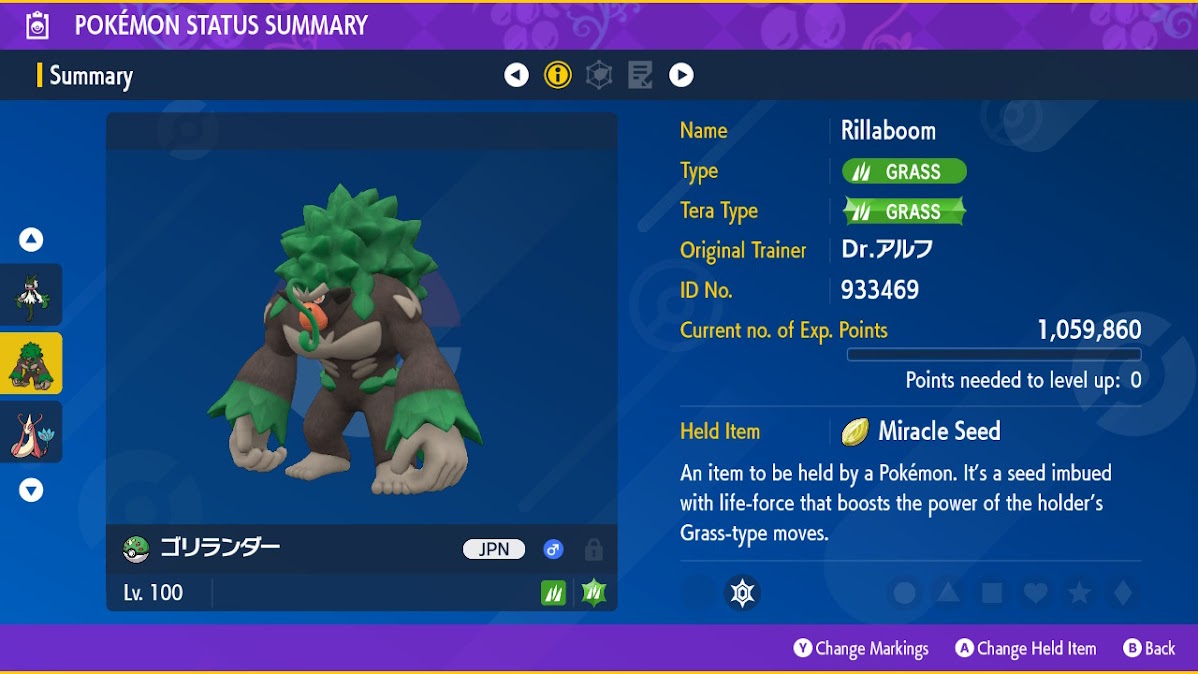 POKÉMON STATUS SUMMARY
Summary
Name Rillaboom
Type GRASS
Tera Type GRASS
Original Trainer Dr.アルフ
ID No. 933469
Current no. of Exp. Points 1,059,860
Points needed to level up: 0
Held Item Miracle Seed
An item to be held by a Pokémon. It's a seed imbued
with life-force that boosts the power of the holder's
Grass-type moves.
ゴリランダー JPN ♂
Lv. 100
Y Change Markings A Change Held Item B Back